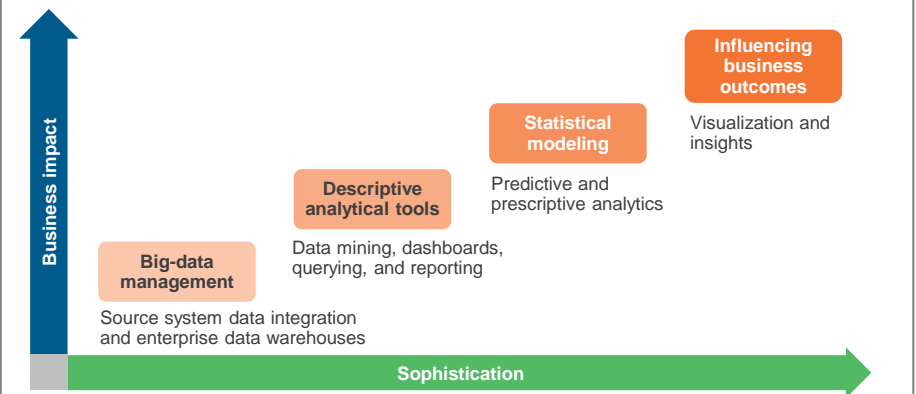 Influencing
business
outcomes
Visualization and
insights
Statistical
modeling
Predictive and
prescriptive analytics
Descriptive
analytical tools
Data mining, dashboards,
querying, and reporting
Big-data
management
Source system data integration
and enterprise data warehouses
Business impact
Sophistication